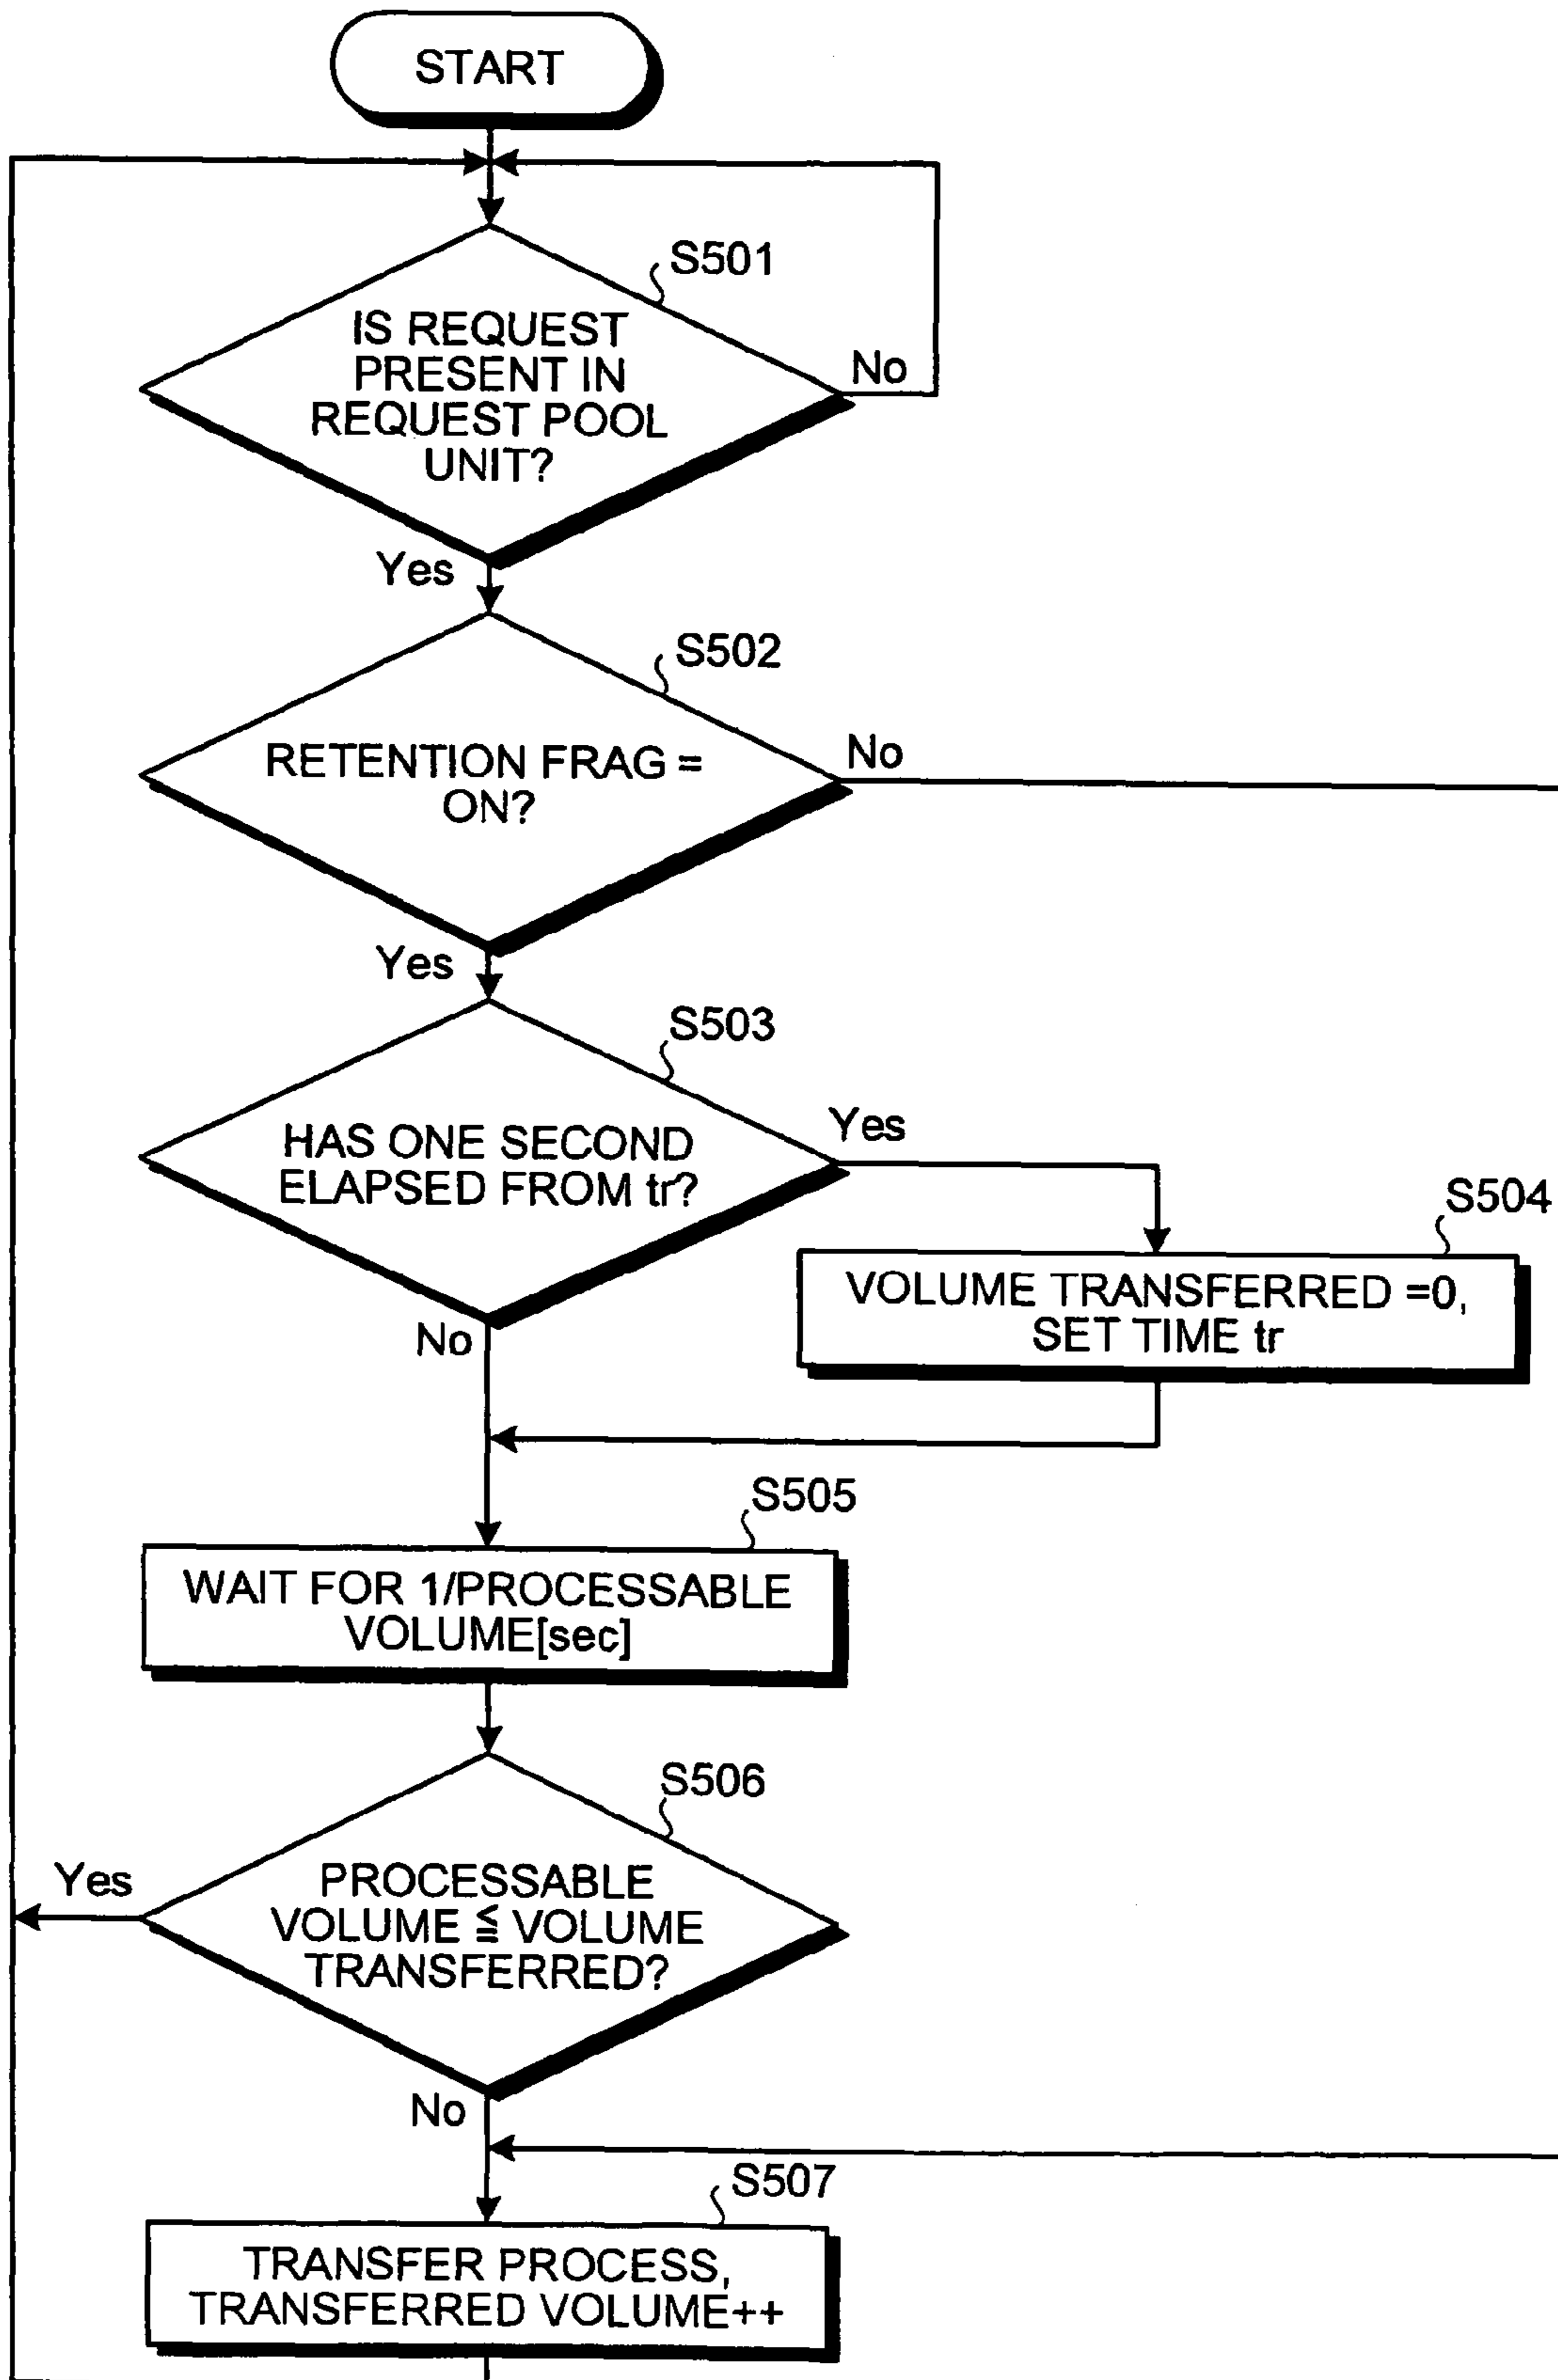 START
S501
IS REQUEST
PRESENT IN
REQUEST POOL
UNIT?
No
Yes
S502
RETENTION FRAG =
ON?
No
Yes
S503
HAS ONE SECOND
ELAPSED FROM tr?
Yes
S504
VOLUME TRANSFERRED =0,
SET TIME tr
No
S505
WAIT FOR 1/PROCESSABLE
VOLUME[sec]
S506
PROCESSABLE
VOLUME ≦ VOLUME
TRANSFERRED?
Yes
No
S507
TRANSFER PROCESS,
TRANSFERRED VOLUME++